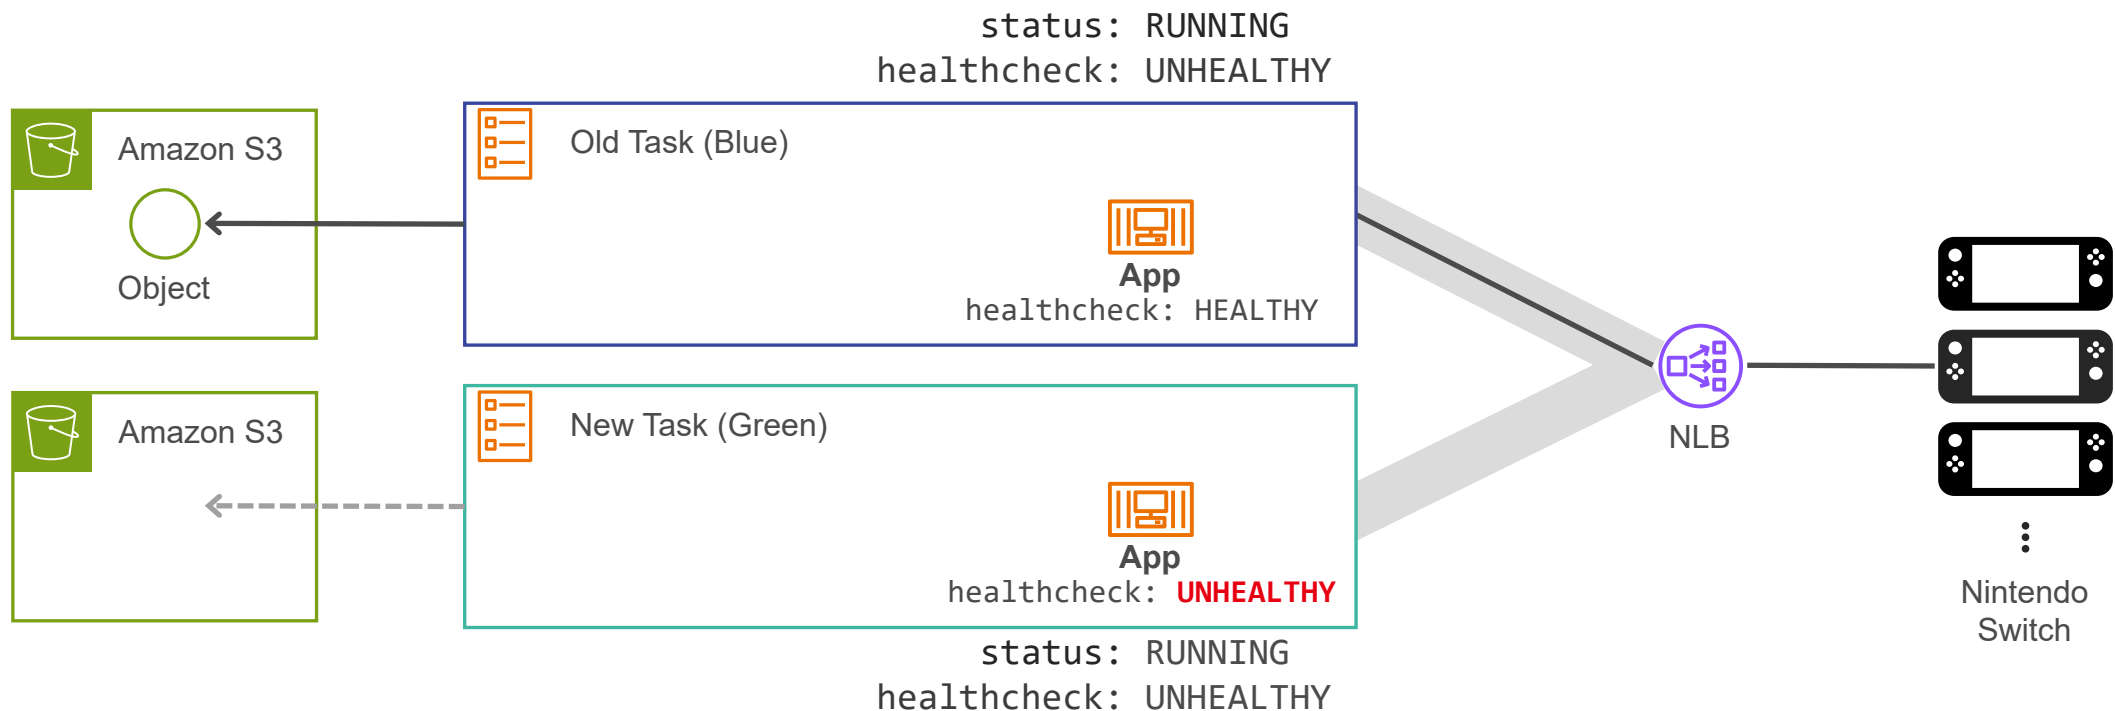 status: RUNNING
healthcheck: UNHEALTHY
Amazon S3
Object
Old Task (Blue)
App
healthcheck: HEALTHY
NLB
Amazon S3
New Task (Green)
App
healthcheck: UNHEALTHY
status: RUNNING
healthcheck: UNHEALTHY
Nintendo
Switch